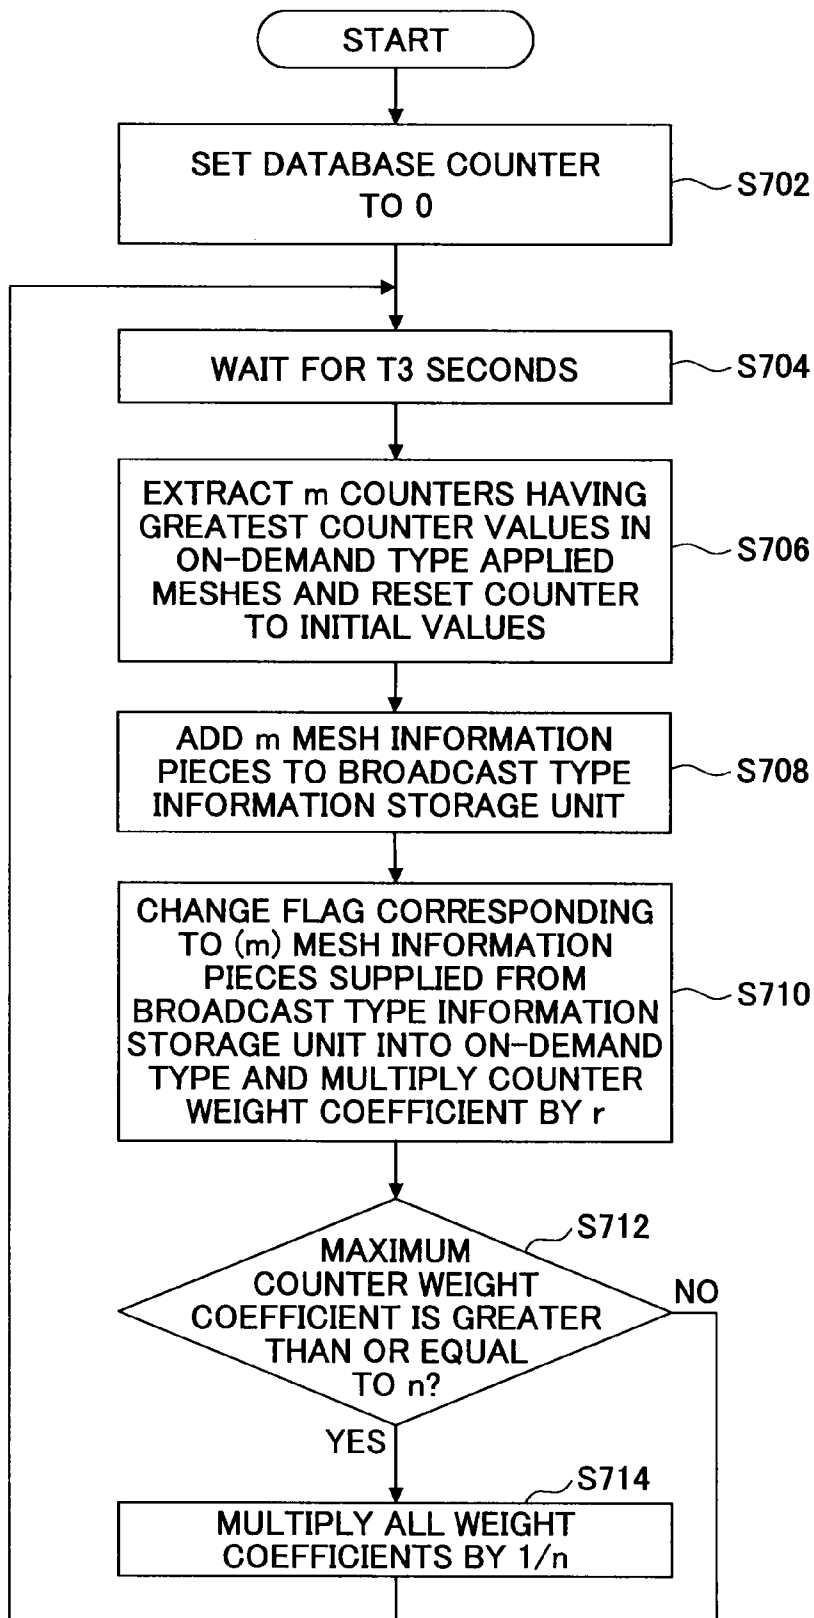 START
SET DATABASE COUNTER
TO 0
S702
WAIT FOR T3 SECONDS
S704
EXTRACT m COUNTERS HAVING
GREATEST COUNTER VALUES IN
ON-DEMAND TYPE APPLIED
MESHES AND RESET COUNTER
TO INITIAL VALUES
S706
ADD m MESH INFORMATION
PIECES TO BROADCAST TYPE
INFORMATION STORAGE UNIT
S708
CHANGE FLAG CORRESPONDING
TO (m) MESH INFORMATION
PIECES SUPPLIED FROM
BROADCAST TYPE INFORMATION
STORAGE UNIT INTO ON-DEMAND
TYPE AND MULTIPLY COUNTER
WEIGHT COEFFICIENT BY r
S710
S712
MAXIMUM
COUNTER WEIGHT
COEFFICIENT IS GREATER
THAN OR EQUAL
TO n?
NO
YES
S714
MULTIPLY ALL WEIGHT
COEFFICIENTS BY 1/n